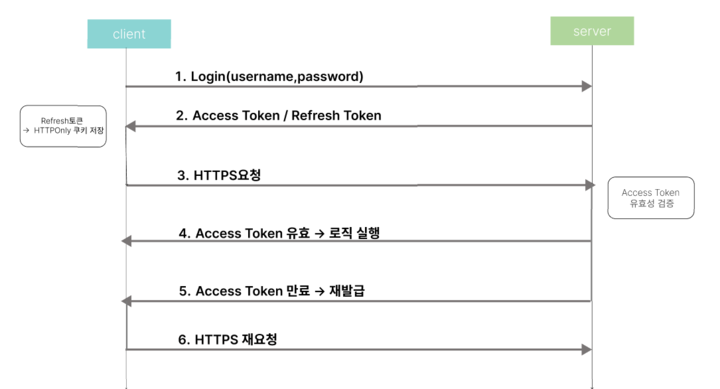 client
server
1. Login(username,password)
2. Access Token / Refresh Token
Refresh토큰
→ HTTPOnly 쿠키 저장
3. HTTPS요청
Access Token
유효성 검증
4. Access Token 유효 → 로직 실행
5. Access Token 만료 → 재발급
6. HTTPS 재요청